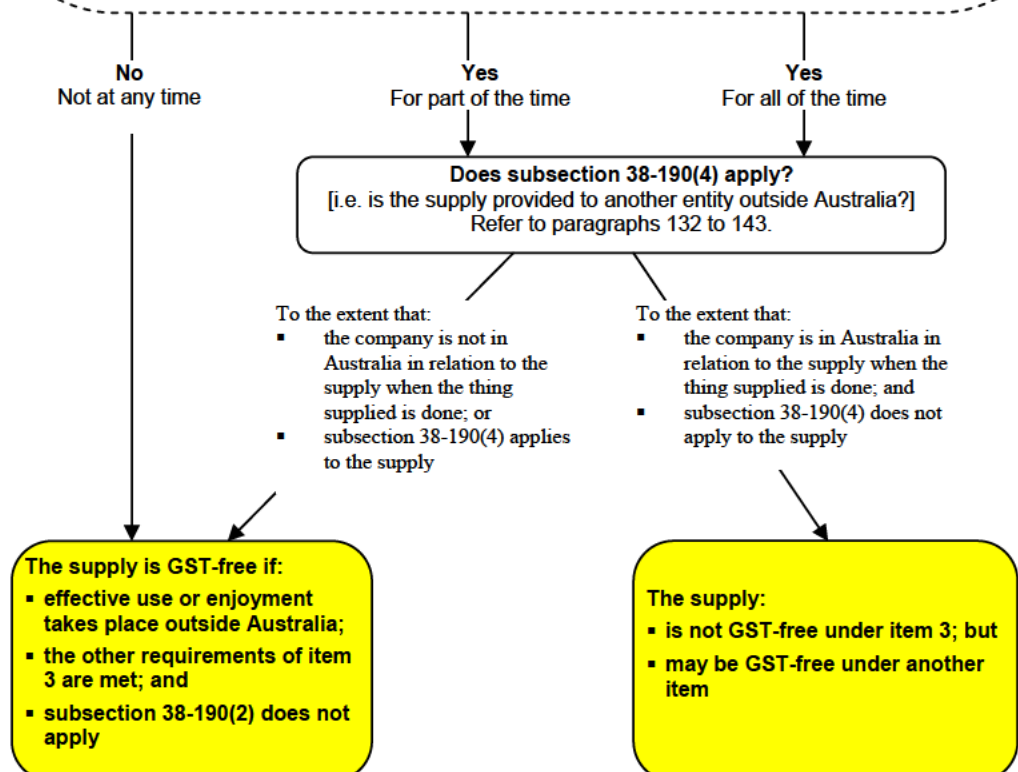 No
Not at any time
Yes
For part of the time
Yes
For all of the time
Does subsection 38-190(4) apply?
[i.e. is the supply provided to another entity outside Australia?]
Refer to paragraphs 132 to 143.
To the extent that:
▪ the company is not in
Australia in relation to the
supply when the thing
supplied is done; or
▪ subsection 38-190(4) applies
to the supply
To the extent that:
▪ the company is in Australia in
relation to the supply when the
thing supplied is done; and
▪ subsection 38-190(4) does not
apply to the supply
The supply is GST-free if:
▪ effective use or enjoyment
takes place outside Australia;
▪ the other requirements of item
3 are met; and
▪ subsection 38-190(2) does not
apply
The supply:
▪ is not GST-free under item 3; but
▪ may be GST-free under another
item